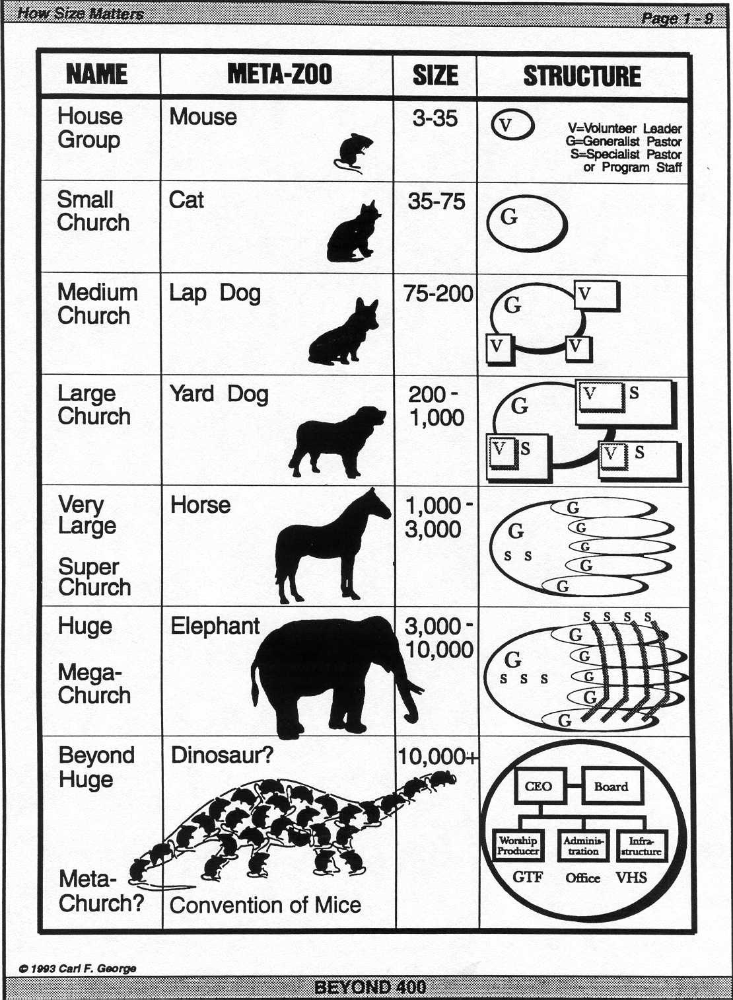 How Size Matters
Page 1 - 9
NAME
META-ZOO
SIZE
STRUCTURE
House
Group
Mouse
3-35
V
V=Volunteer Leader
G=Generalist Pastor
S=Specialist Pastor
or Program Staff
Small
Church
Cat
35-75
G
Medium
Church
Lap Dog
75-200
G
V
V
V
Large
Church
Yard Dog
200 -
1,000
G
V S
V S
V S
Very
Large
Super
Church
Horse
1,000 -
3,000
G
G
G
S S
G
G
G
Huge
Mega-
Church
Elephant
3,000 -
10,000
S S S S
G
G
G
S S S
G
G
G
Beyond
Huge
Meta-
Church?
Dinosaur?
Convention of Mice
10,000+
CEO
Board
Worship
Producer
Adminis-
tration
Infra-
structure
GTF
Office
VHS
© 1993 Carl F. George
BEYOND 400